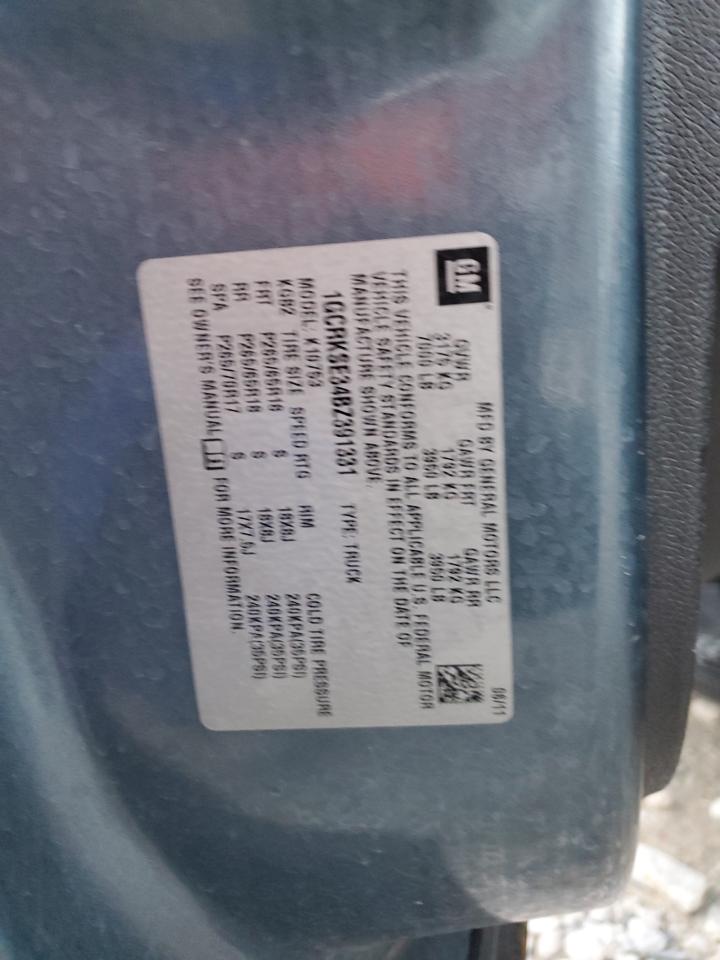 GM
MFD BY GENERAL MOTORS LLC 06/11
GVWR GAWR FRT GAWR RR
3175 KG 1792 KG 1792 KG
7000 LB 3950 LB 3950 LB
THIS VEHICLE CONFORMS TO ALL APPLICABLE U.S. FEDERAL MOTOR
VEHICLE SAFETY STANDARDS IN EFFECT ON THE DATE OF
MANUFACTURE SHOWN ABOVE.
1GCRKSE34BZ391331 TYPE: TRUCK
MODEL: K10753
KGB2 TIRE SIZE SPEED RTG RIM COLD TIRE PRESSURE
FRT P265/65R18 S 18X8J 240KPA(35PSI)
RR P265/65R18 S 18X8J 240KPA(35PSI)
SPA P265/70R17 S 17X7.5J 240KPA(35PSI)
SEE OWNER'S MANUAL FOR MORE INFORMATION.